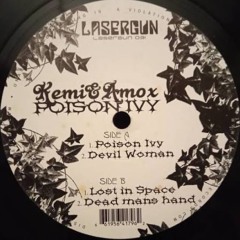 LASERGUN
Lasergun 03
Kemi & Amox
POISON IVY
SIDE A
1. Poison Ivy
2. Devil Woman
SIDE B
1. Lost in Space
2. Dead mans hand